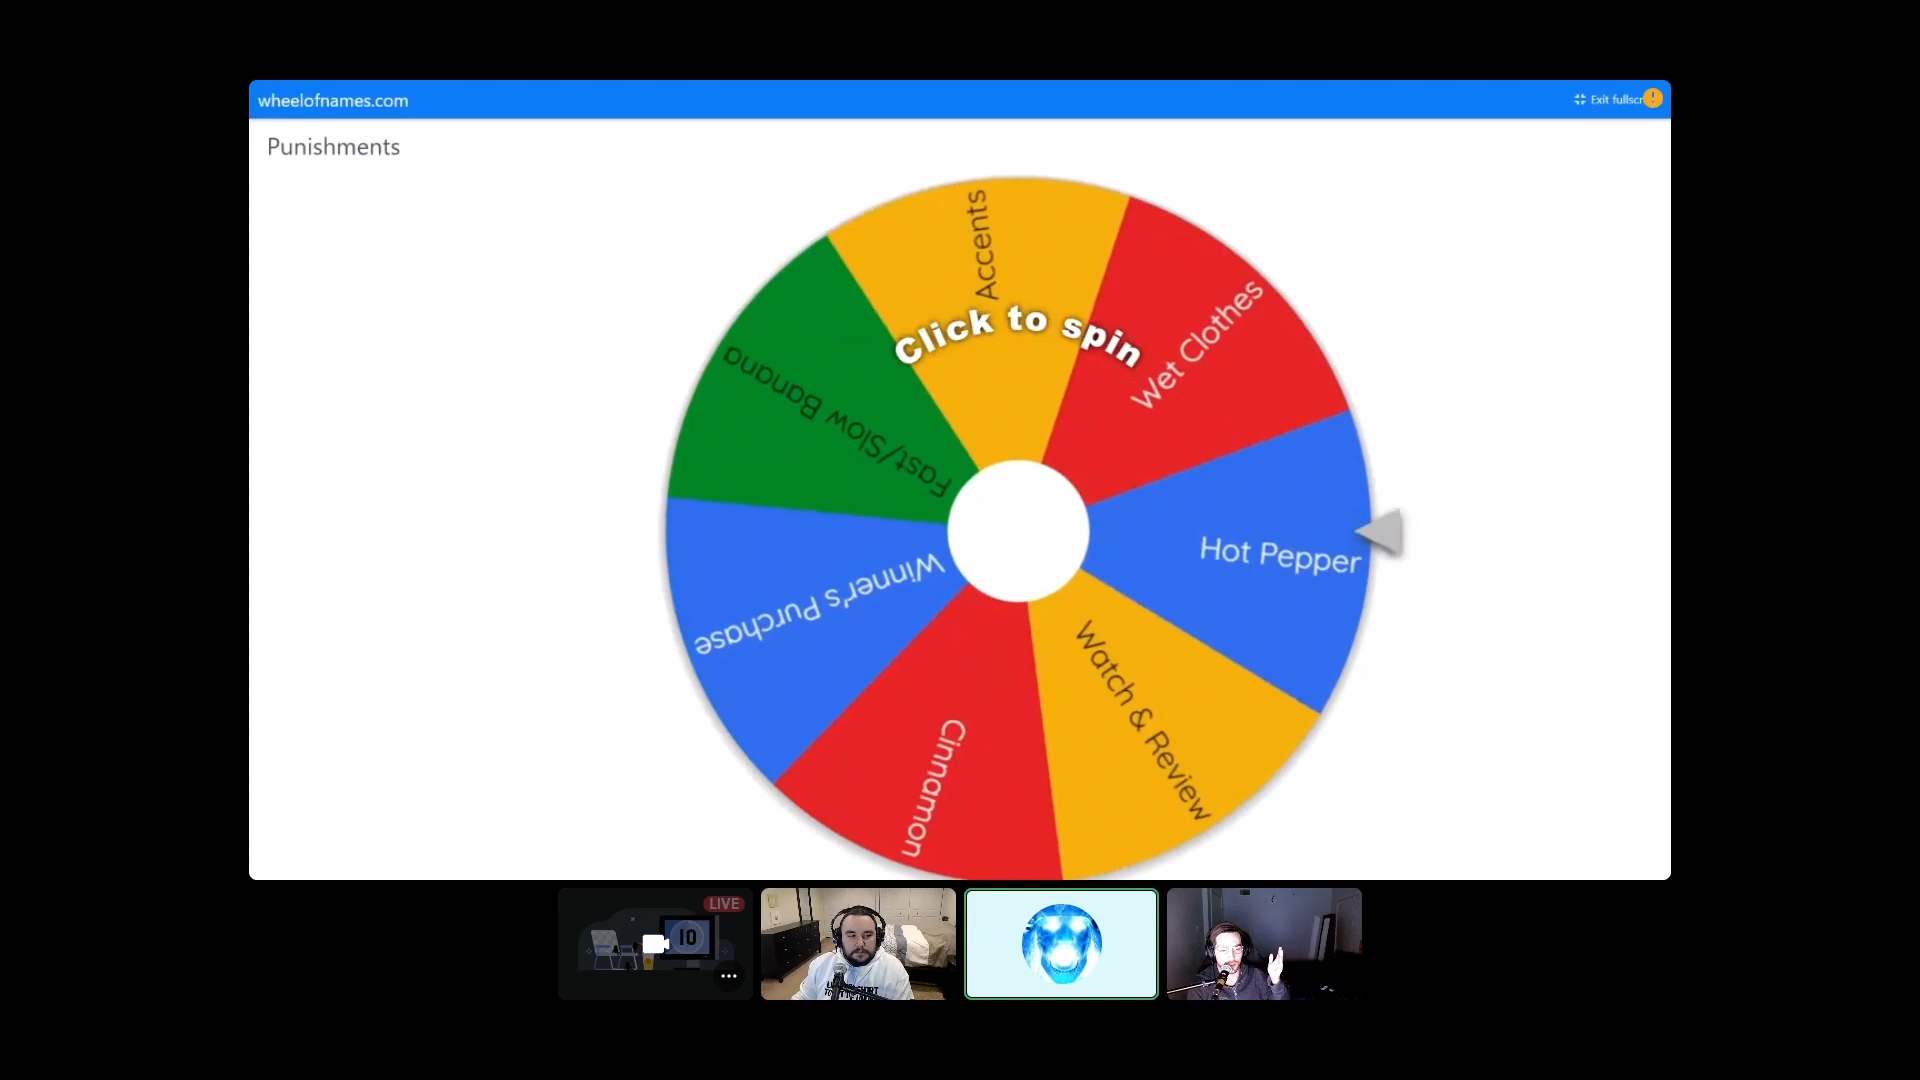 wheelofnames.com
Exit fullscr
Punishments
Accents
Wet Clothes
Click to spin
Fast/Slow Banana
Hot Pepper
Winner's Purchase
Watch & Review
Cinnamon
LIVE
10